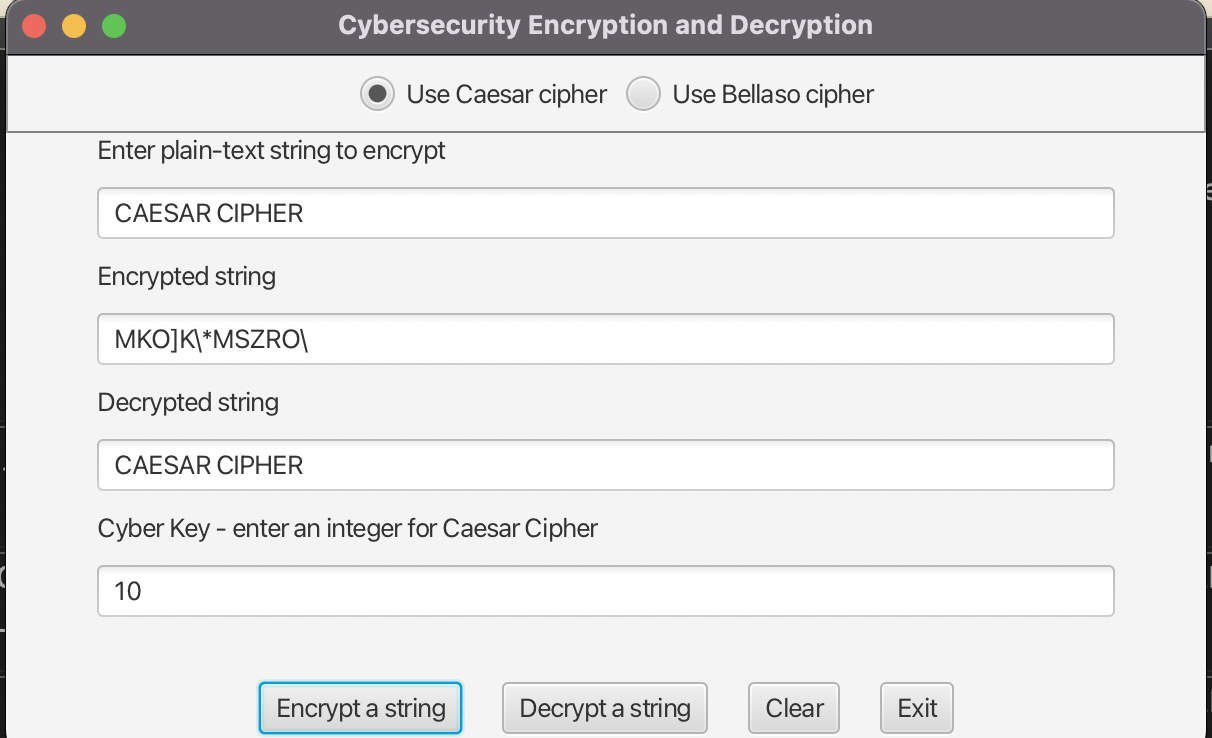 Cybersecurity Encryption and Decryption
Use Caesar cipher Use Bellaso cipher
Enter plain-text string to encrypt
CAESAR CIPHER
Encrypted string
MKO]K\*MSZRO\
Decrypted string
CAESAR CIPHER
Cyber Key - enter an integer for Caesar Cipher
10
Encrypt a string Decrypt a string Clear Exit